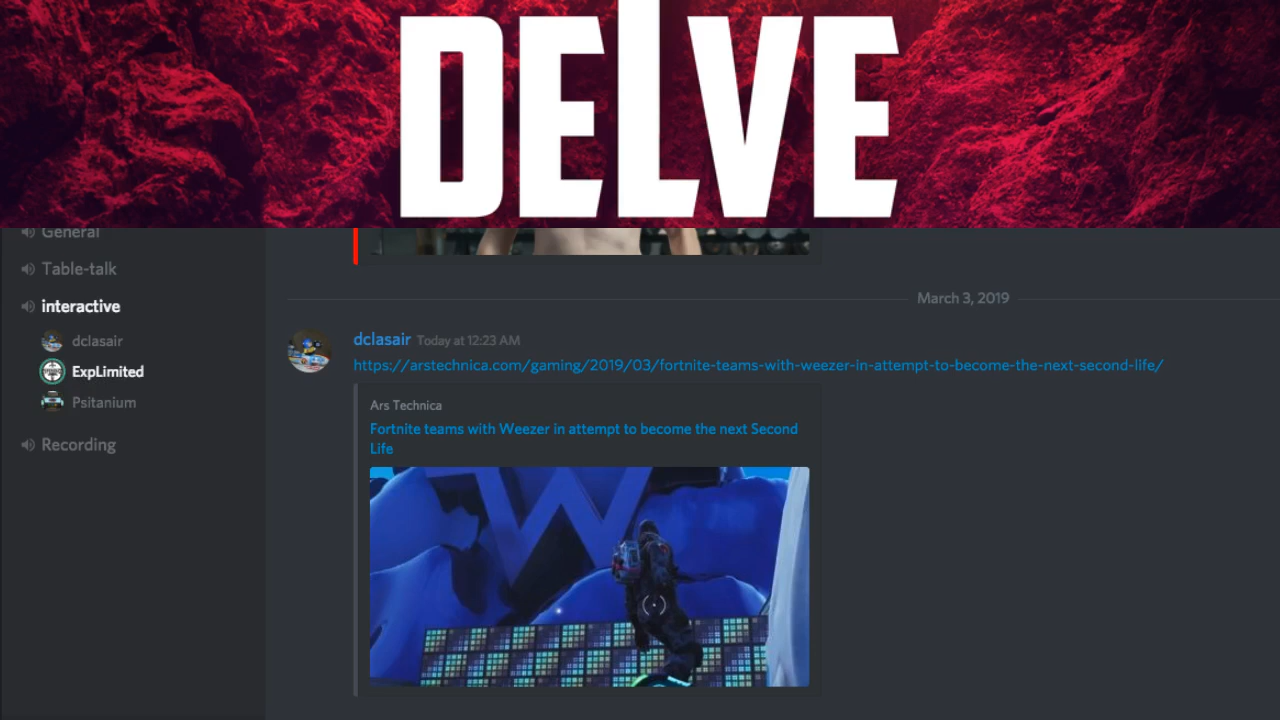 DELVE
General
Table-talk
interactive
dclasair
ExpLimited
Psitanium
Recording
March 3, 2019
dclasair Today at 12:23 AM
https://arstechnica.com/gaming/2019/03/fortnite-teams-with-weezer-in-attempt-to-become-the-next-second-life/
Ars Technica
Fortnite teams with Weezer in attempt to become the next Second
Life
W